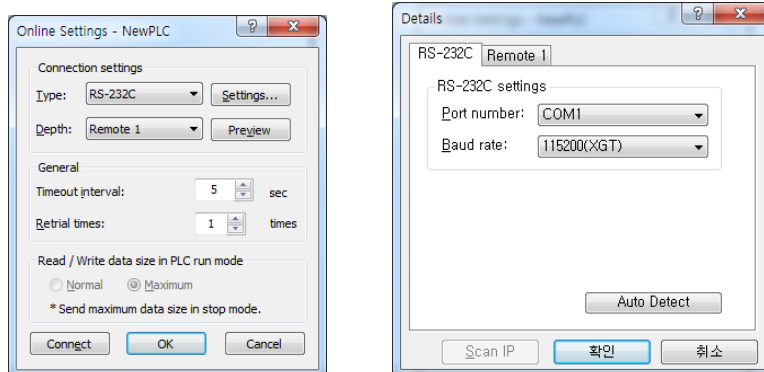 Online Settings - NewPLC
Connection settings
Type: RS-232C Settings...
Depth: Remote 1 Preview
General
Timeout interval: 5 sec
Retrial times: 1 times
Read / Write data size in PLC run mode
Normal Maximum
* Send maximum data size in stop mode.
Connect OK Cancel
Details
RS-232C Remote 1
RS-232C settings
Port number: COM1
Baud rate: 115200(XGT)
Auto Detect
Scan IP 확인 취소